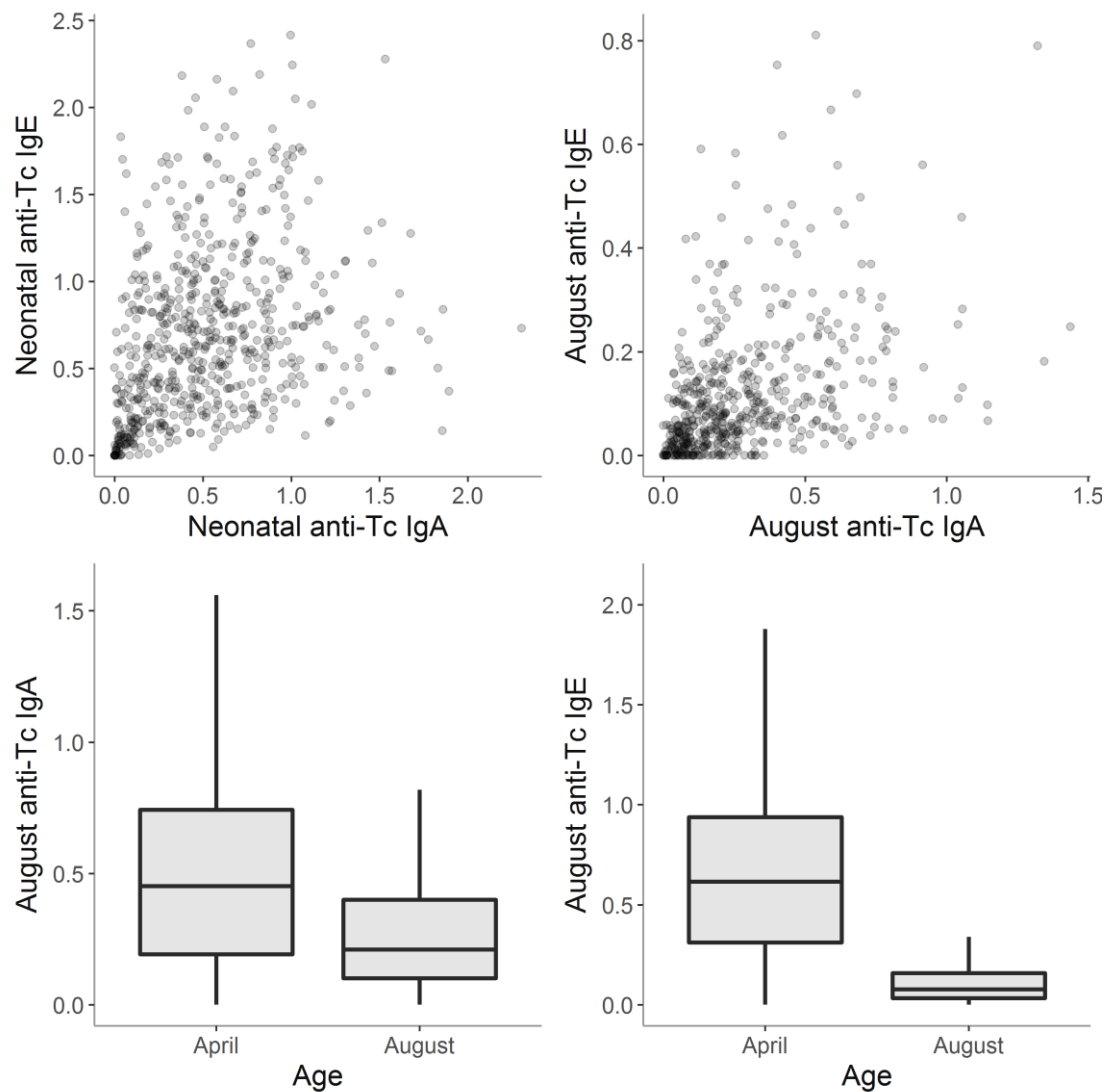 2.5
2.0
1.5
1.0
0.5
0.0
Neonatal anti-Tc IgE
0.0 0.5 1.0 1.5 2.0
Neonatal anti-Tc IgA
0.8
0.6
0.4
0.2
0.0
August anti-Tc IgE
0.0 0.5 1.0 1.5
August anti-Tc IgA
1.5
1.0
0.5
0.0
August anti-Tc IgA
April August
Age
2.0
1.5
1.0
0.5
0.0
August anti-Tc IgE
April August
Age